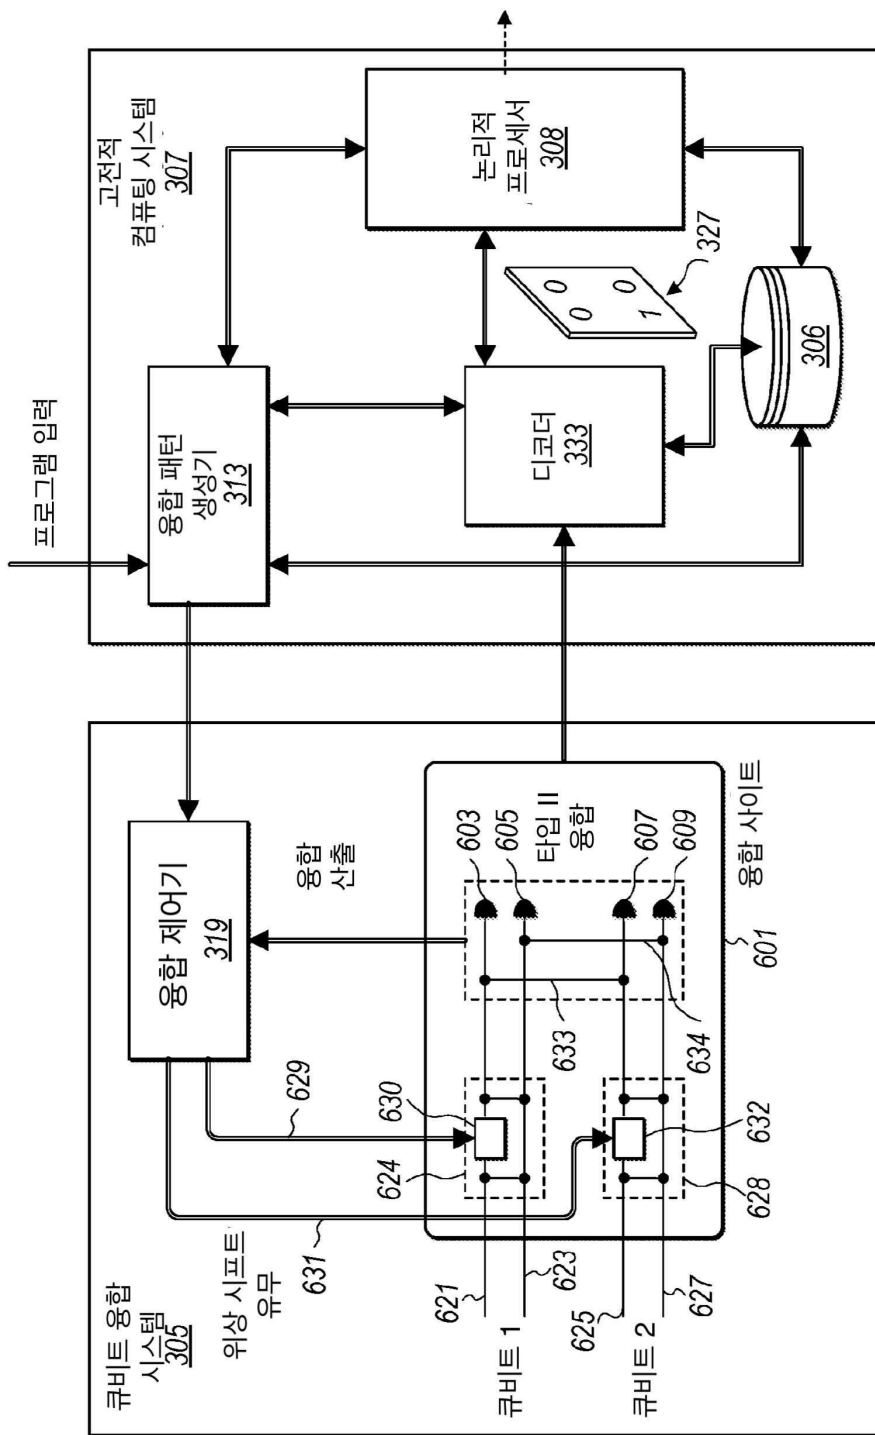 프로그램 입력
고전적
컴퓨팅 시스템
307
융합 패턴
생성기
313
논리적
프로세서
308
디코더
333
0
0
0
1
327
306
큐비트 융합
시스템
305
융합 제어기
319
위상 시프트
유무
융합
산출
631
629
타입 II
융합
624
630
603
605
607
609
633
634
628
632
큐비트 1
621
623
큐비트 2
625
627
601
융합 사이트